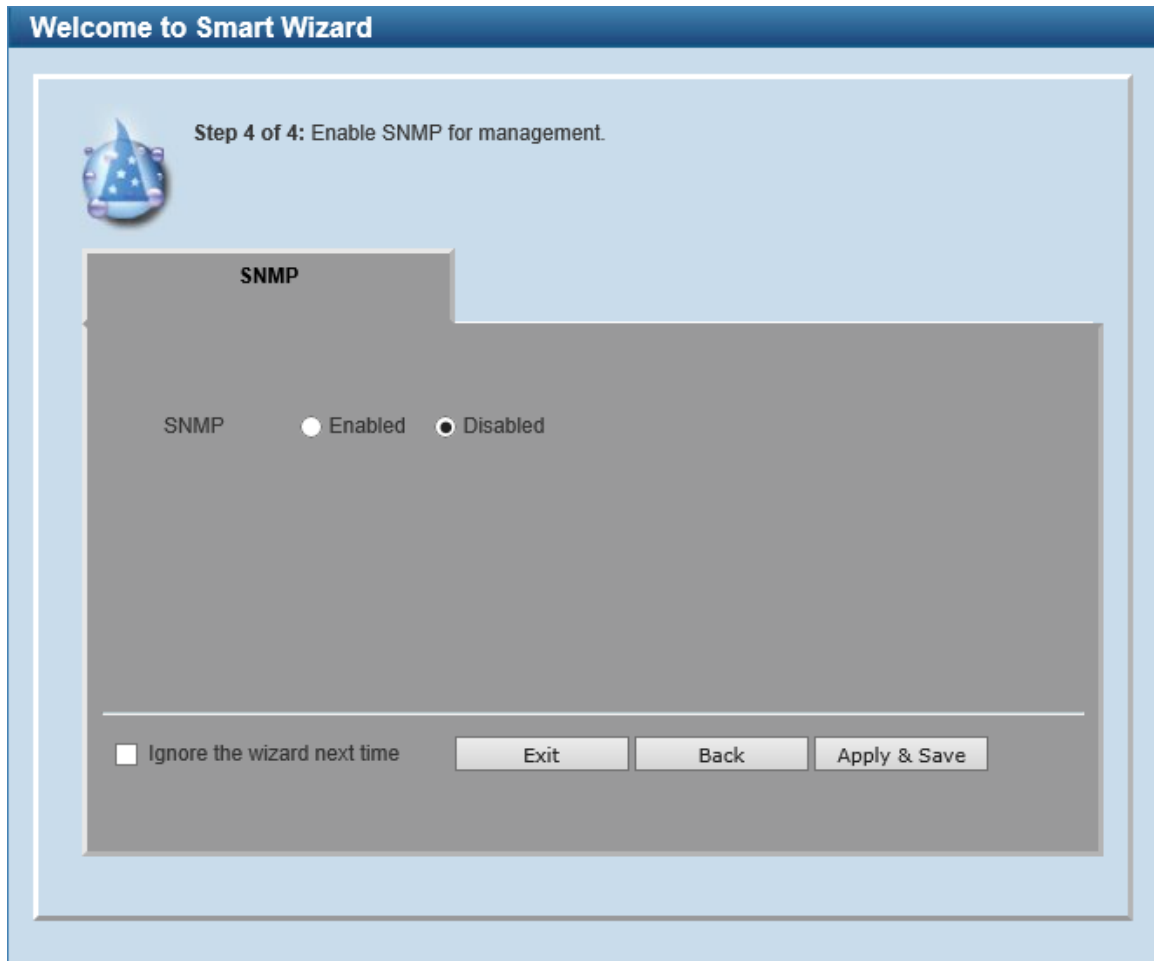 Welcome to Smart Wizard
Step 4 of 4: Enable SNMP for management.
SNMP
SNMP Enabled Disabled
Ignore the wizard next time Exit Back Apply & Save